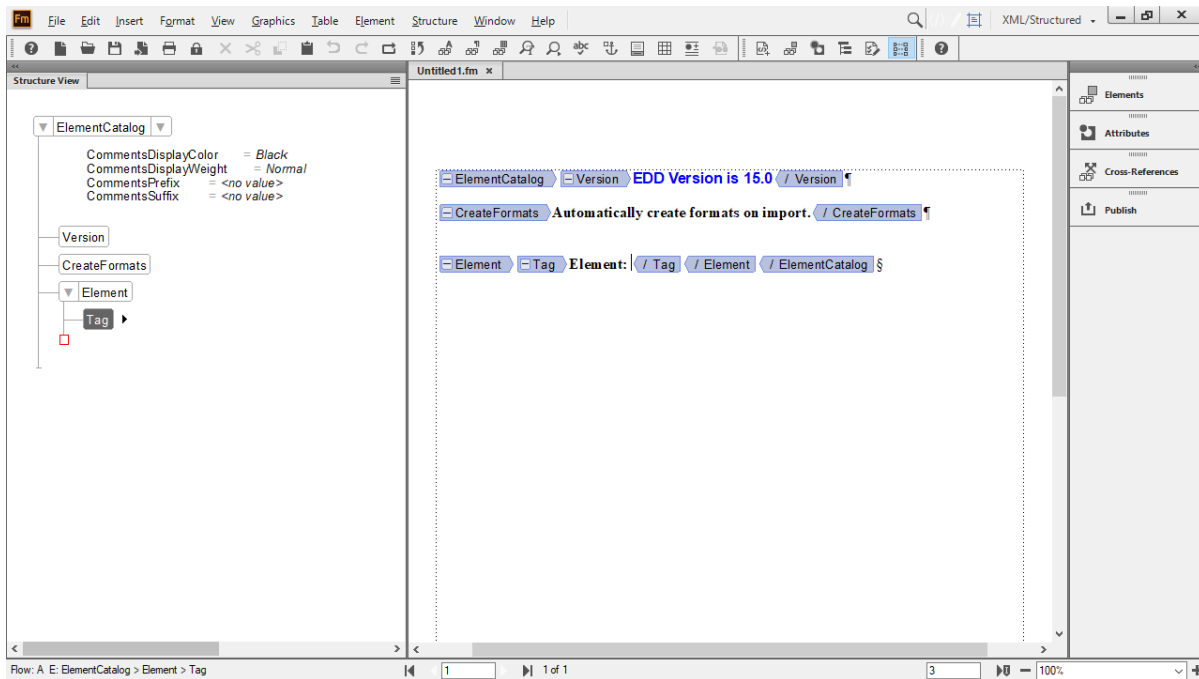 Fm File Edit Insert Format View Graphics Table Element Structure Window Help XML/Structured
Structure View
Untitled1.fm ×
ElementCatalog
CommentsDisplayColor = Black
CommentsDisplayWeight = Normal
CommentsPrefix = <no value>
CommentsSuffix = <no value>
Version
CreateFormats
Element
Tag
ElementCatalog Version EDD Version is 15.0 / Version ¶
CreateFormats Automatically create formats on import. / CreateFormats ¶
Element Tag Element: / Tag / Element / ElementCatalog §
Elements
Attributes
Cross-References
Publish
Flow: A E: ElementCatalog > Element > Tag 1 1 of 1 3 100%